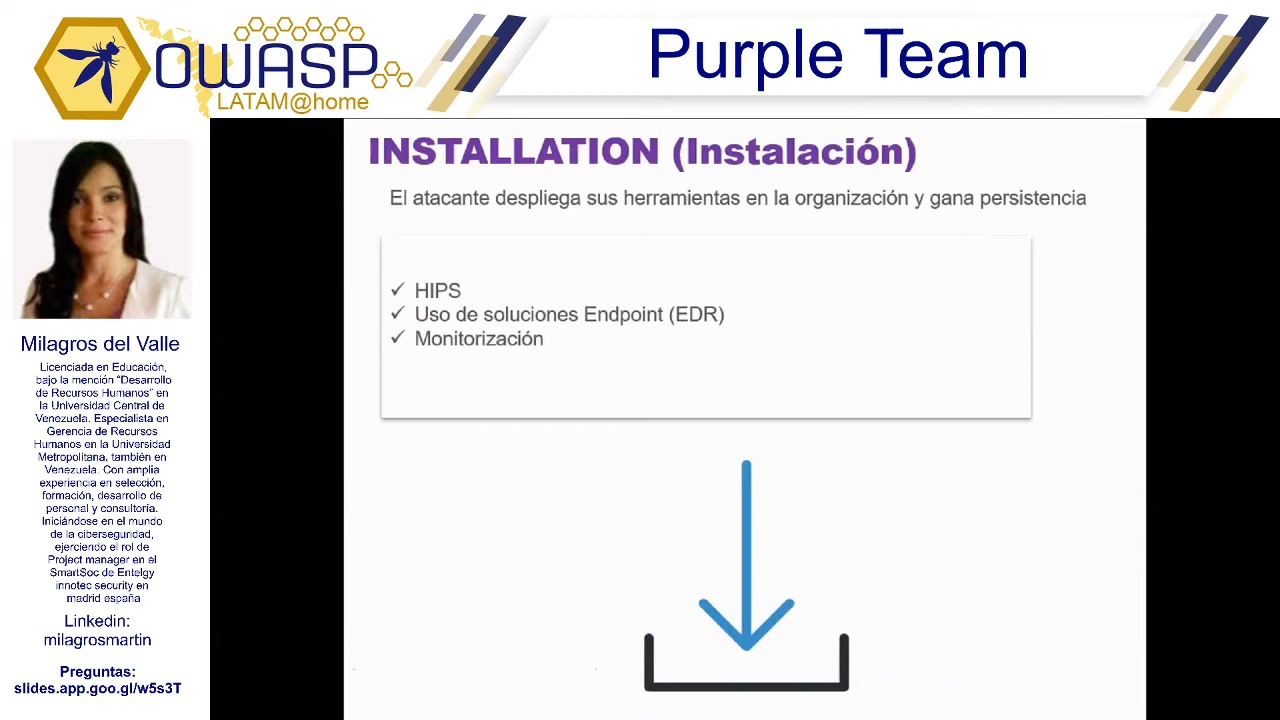 OWASP
LATAM@home
Purple Team
INSTALLATION (Instalación)
El atacante despliega sus herramientas en la organización y gana persistencia
✓ HIPS
✓ Uso de soluciones Endpoint (EDR)
✓ Monitorización
Milagros del Valle
Licenciada en Educación,
bajo la mención “Desarrollo
de Recursos Humanos” en
la Universidad Central de
Venezuela. Especialista en
Gerencia de Recursos
Humanos en la Universidad
Metropolitana, también en
Venezuela. Con amplia
experiencia en selección,
formación, desarrollo de
personal y consultoría.
Iniciándose en el mundo
de la ciberseguridad,
ejerciendo el rol de
Project manager en el
SmartSoc de Entelgy
innotec security en
madrid españa
Linkedin:
milagrosmartin
Preguntas:
slides.app.goo.gl/w5s3T